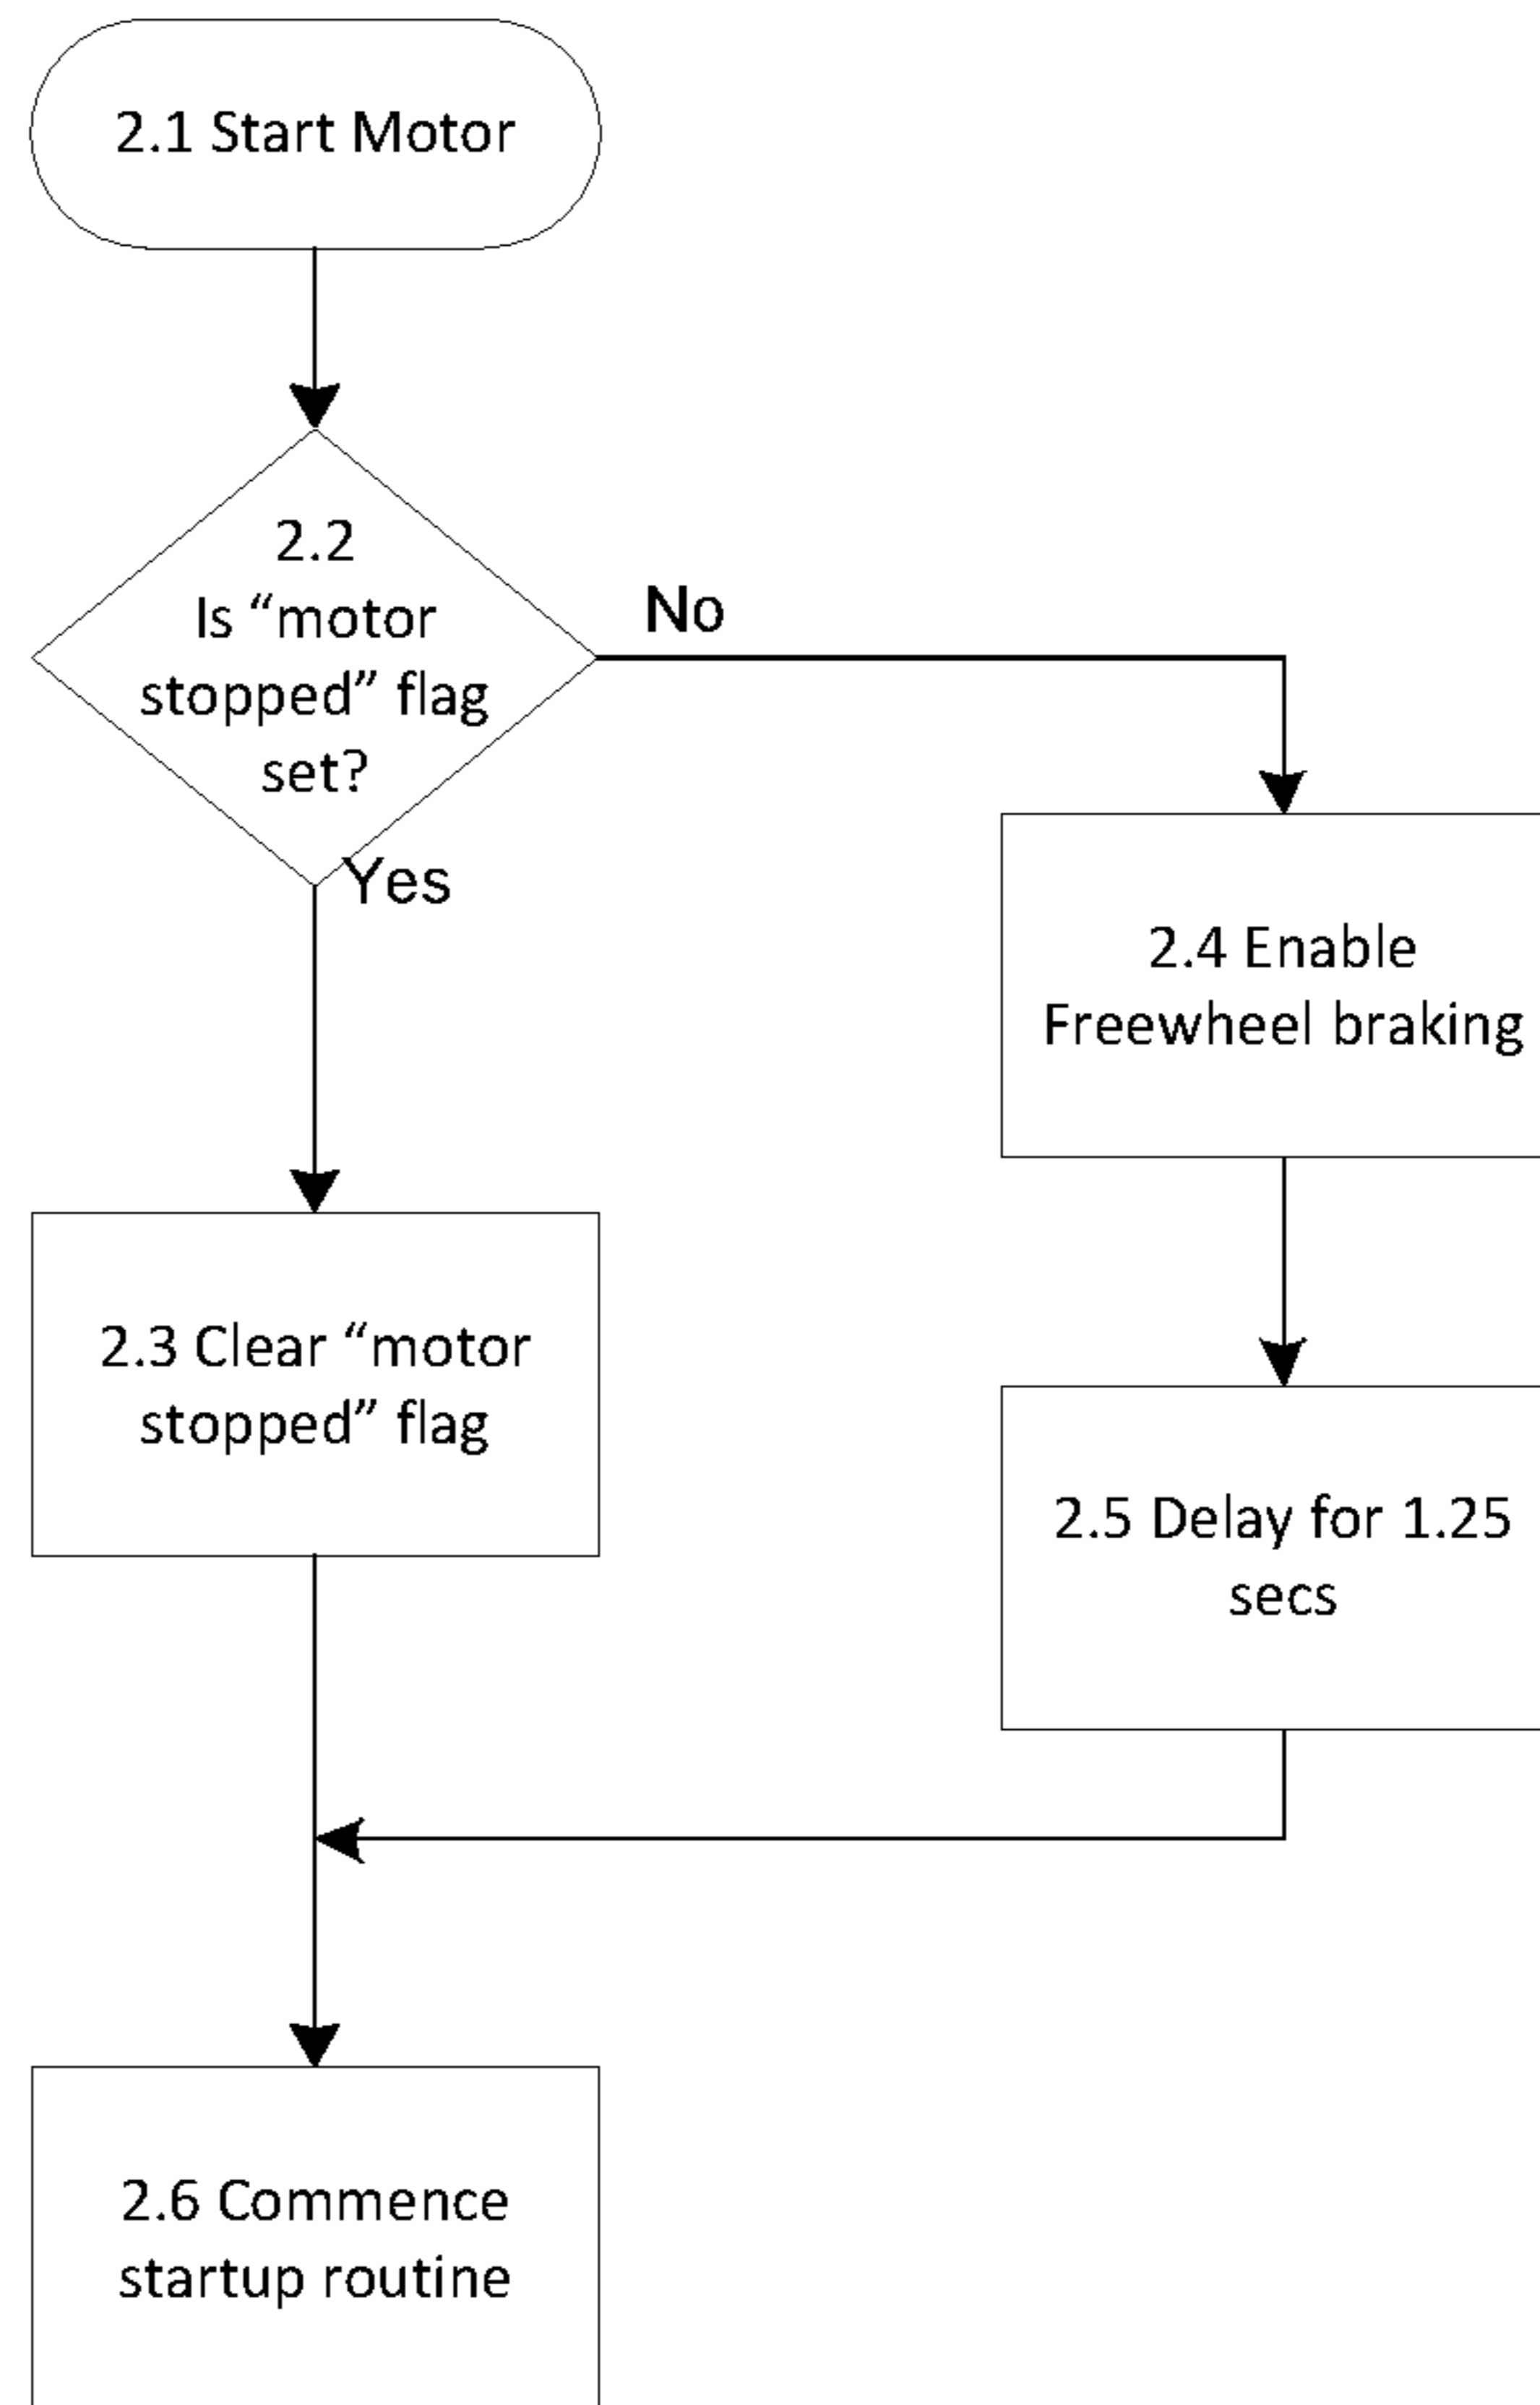 2.1 Start Motor
2.2
Is “motor
stopped” flag
set?
No
Yes
2.4 Enable
Freewheel braking
2.3 Clear “motor
stopped” flag
2.5 Delay for 1.25
secs
2.6 Commence
startup routine